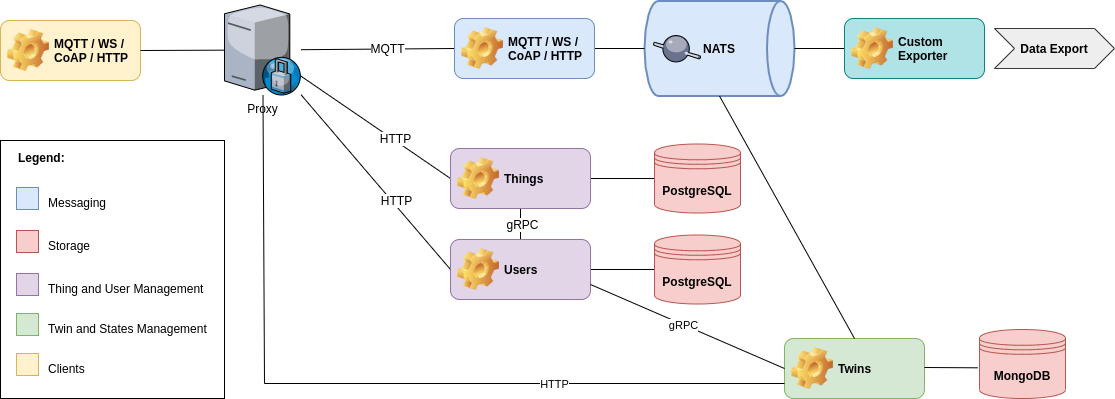 MQTT / WS /
CoAP / HTTP
Proxy
MQTT
MQTT / WS /
CoAP / HTTP
NATS
Custom
Exporter
Data Export
HTTP
HTTP
Things
PostgreSQL
gRPC
Users
PostgreSQL
gRPC
Twins
MongoDB
HTTP
Legend:
Messaging
Storage
Thing and User Management
Twin and States Management
Clients